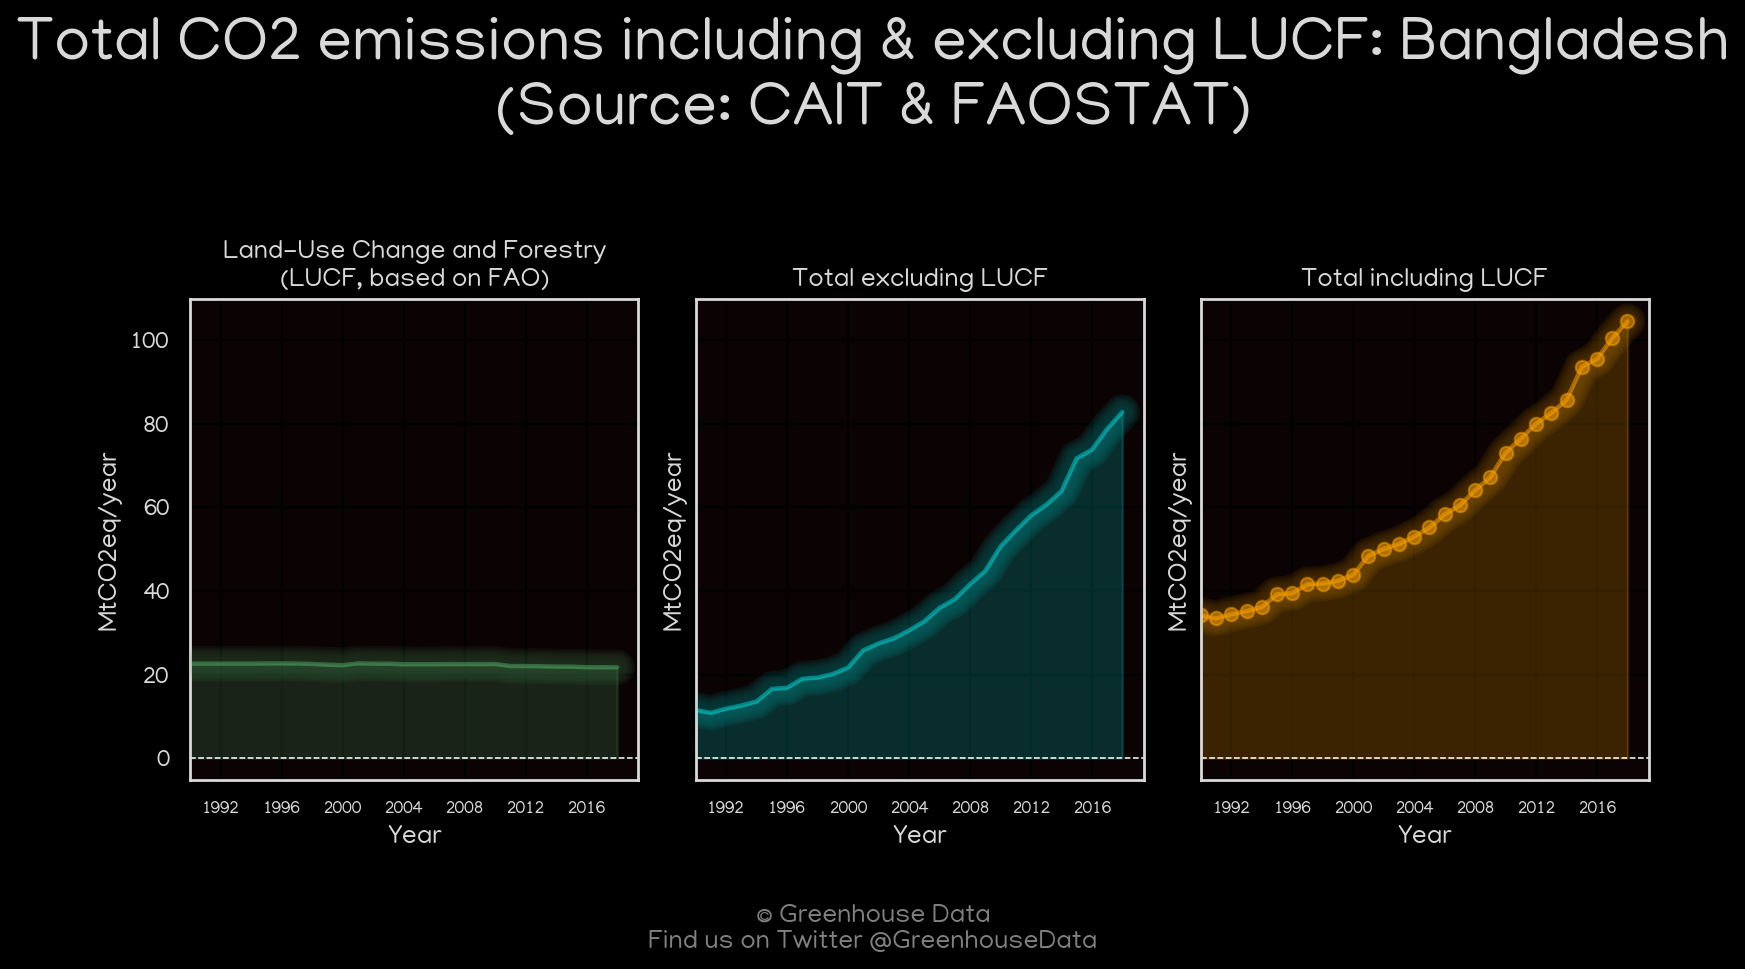 Total CO2 emissions including & excluding LUCF: Bangladesh
(Source: CAIT & FAOSTAT)
Land-Use Change and Forestry
(LUCF, based on FAO)
MtCO2eq/year
100
80
60
40
20
0
1992 1996 2000 2004 2008 2012 2016
Year
Total excluding LUCF
MtCO2eq/year
1992 1996 2000 2004 2008 2012 2016
Year
Total including LUCF
MtCO2eq/year
1992 1996 2000 2004 2008 2012 2016
Year
© Greenhouse Data
Find us on Twitter @GreenhouseData